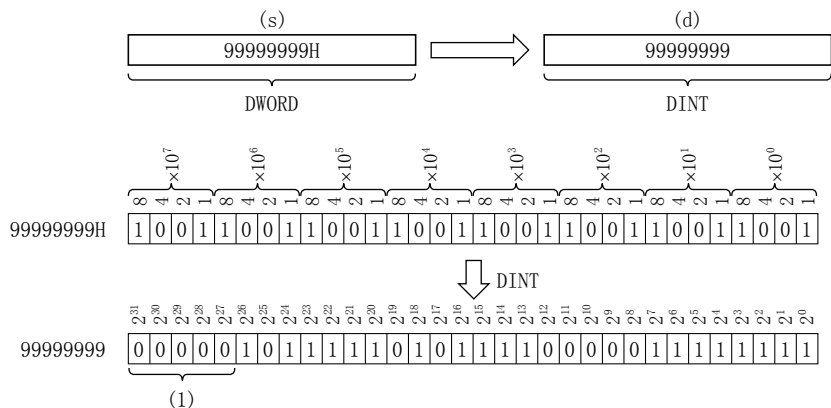 (s) (d)
99999999H 99999999
DWORD DINT
×10⁷ ×10⁶ ×10⁵ ×10⁴ ×10³ ×10² ×10¹ ×10⁰
8 4 2 1 8 4 2 1 8 4 2 1 8 4 2 1 8 4 2 1 8 4 2 1 8 4 2 1 8 4 2 1
99999999H 1 0 0 1 1 0 0 1 1 0 0 1 1 0 0 1 1 0 0 1 1 0 0 1 1 0 0 1 1 0 0 1
DINT
2³¹ 2³⁰ 2²⁹ 2²⁸ 2²⁷ 2²⁶ 2²⁵ 2²⁴ 2²³ 2²² 2²¹ 2²⁰ 2¹⁹ 2¹⁸ 2¹⁷ 2¹⁶ 2¹⁵ 2¹⁴ 2¹³ 2¹² 2¹¹ 2¹⁰ 2⁹ 2⁸ 2⁷ 2⁶ 2⁵ 2⁴ 2³ 2² 2¹ 2⁰
99999999 0 0 0 0 0 1 0 1 1 1 1 1 0 1 0 1 1 1 1 0 0 0 0 0 1 1 1 1 1 1 1 1
(1)